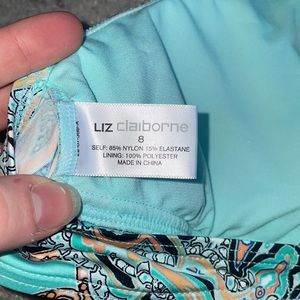 LIZ claiborne
8
SELF: 85% NYLON 15% ELASTANE
LINING: 100% POLYESTER
MADE IN CHINA